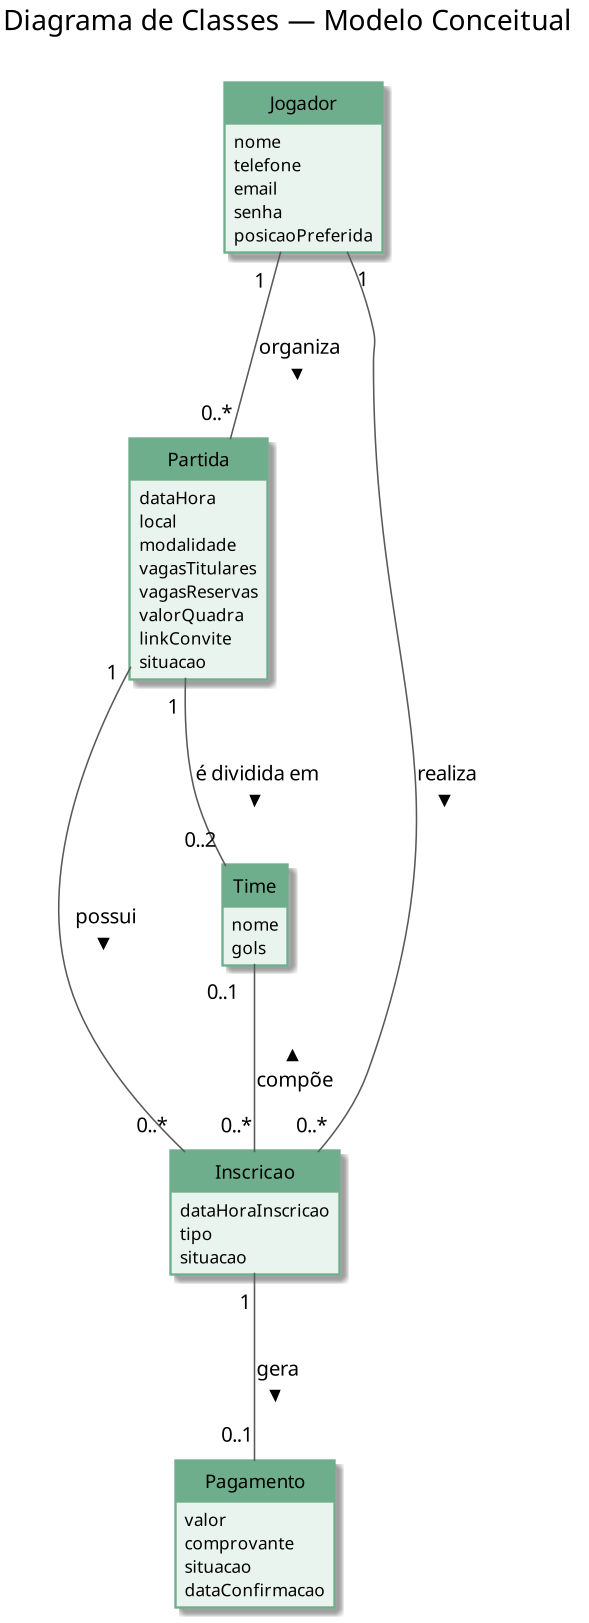 Diagrama de Classes — Modelo Conceitual
Jogador
nome
telefone
email
senha
posicaoPreferida
1
1
organiza
▼
0..*
Partida
dataHora
local
modalidade
vagasTitulares
vagasReservas
valorQuadra
linkConvite
situacao
1
1
é dividida em
▼
realiza
▼
0..2
Time
nome
gols
possui
▼
0..1
▲
compõe
0..*
0..*
0..*
Inscricao
dataHoraInscricao
tipo
situacao
1
gera
▼
0..1
Pagamento
valor
comprovante
situacao
dataConfirmacao